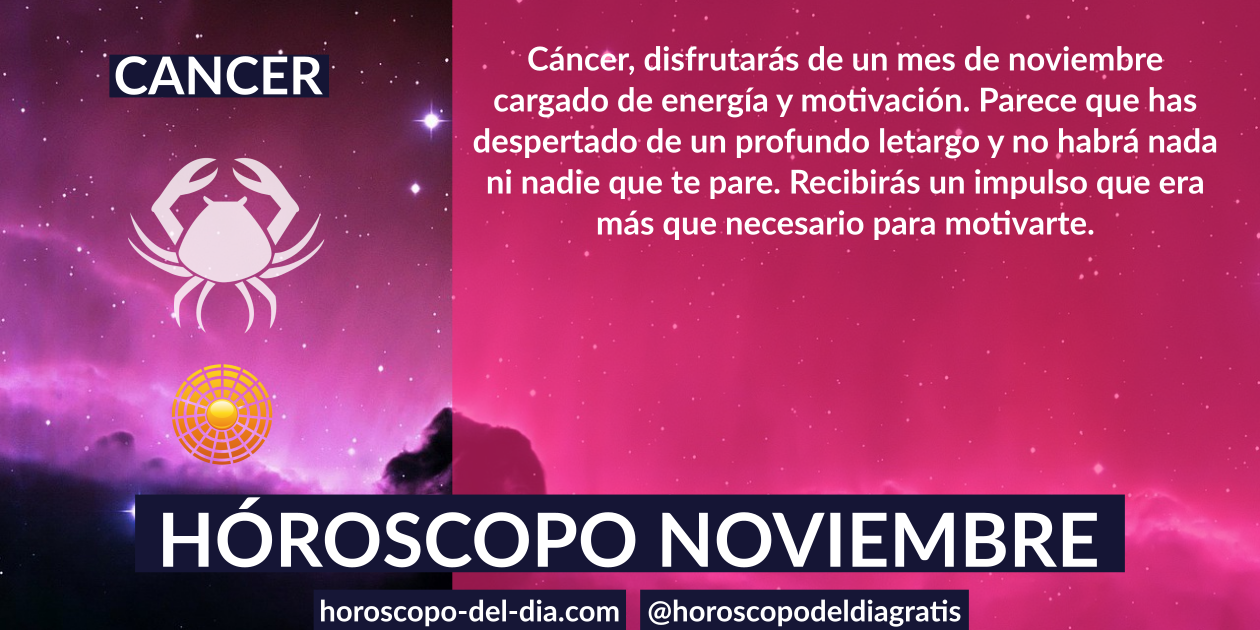 CANCER
Cáncer, disfrutarás de un mes de noviembre
cargado de energía y motivación. Parece que has
despertado de un profundo letargo y no habrá nada
ni nadie que te pare. Recibirás un impulso que era
más que necesario para motivarte.
HÓROSCOPO NOVIEMBRE
horoscopo-del-dia.com
@horoscopodeldiagratis